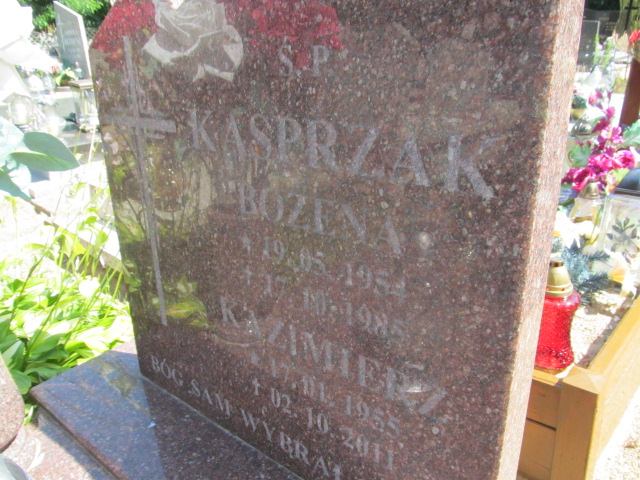 Ś. P.
KASPRZAK
BOŻENA
* 19. 05. 1954
† 17. 10. 1985
KAZIMIERZ
* 17. 01. 1955
† 02. 10. 2011
BÓG SAM WYBRAŁ